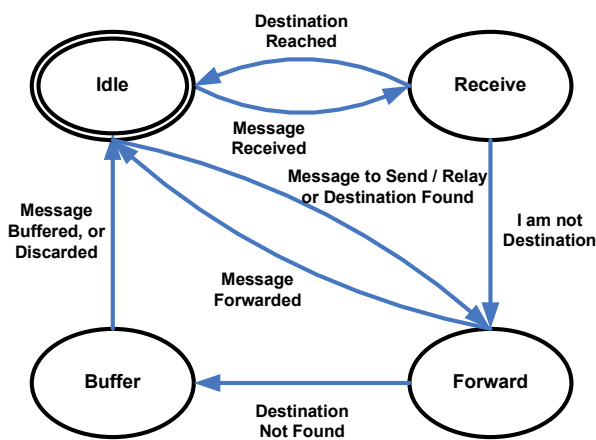 Destination
Reached
Idle
Receive
Message
Received
Message to Send / Relay
or Destination Found
Message
Buffered, or
Discarded
I am not
Destination
Message
Forwarded
Buffer
Forward
Destination
Not Found